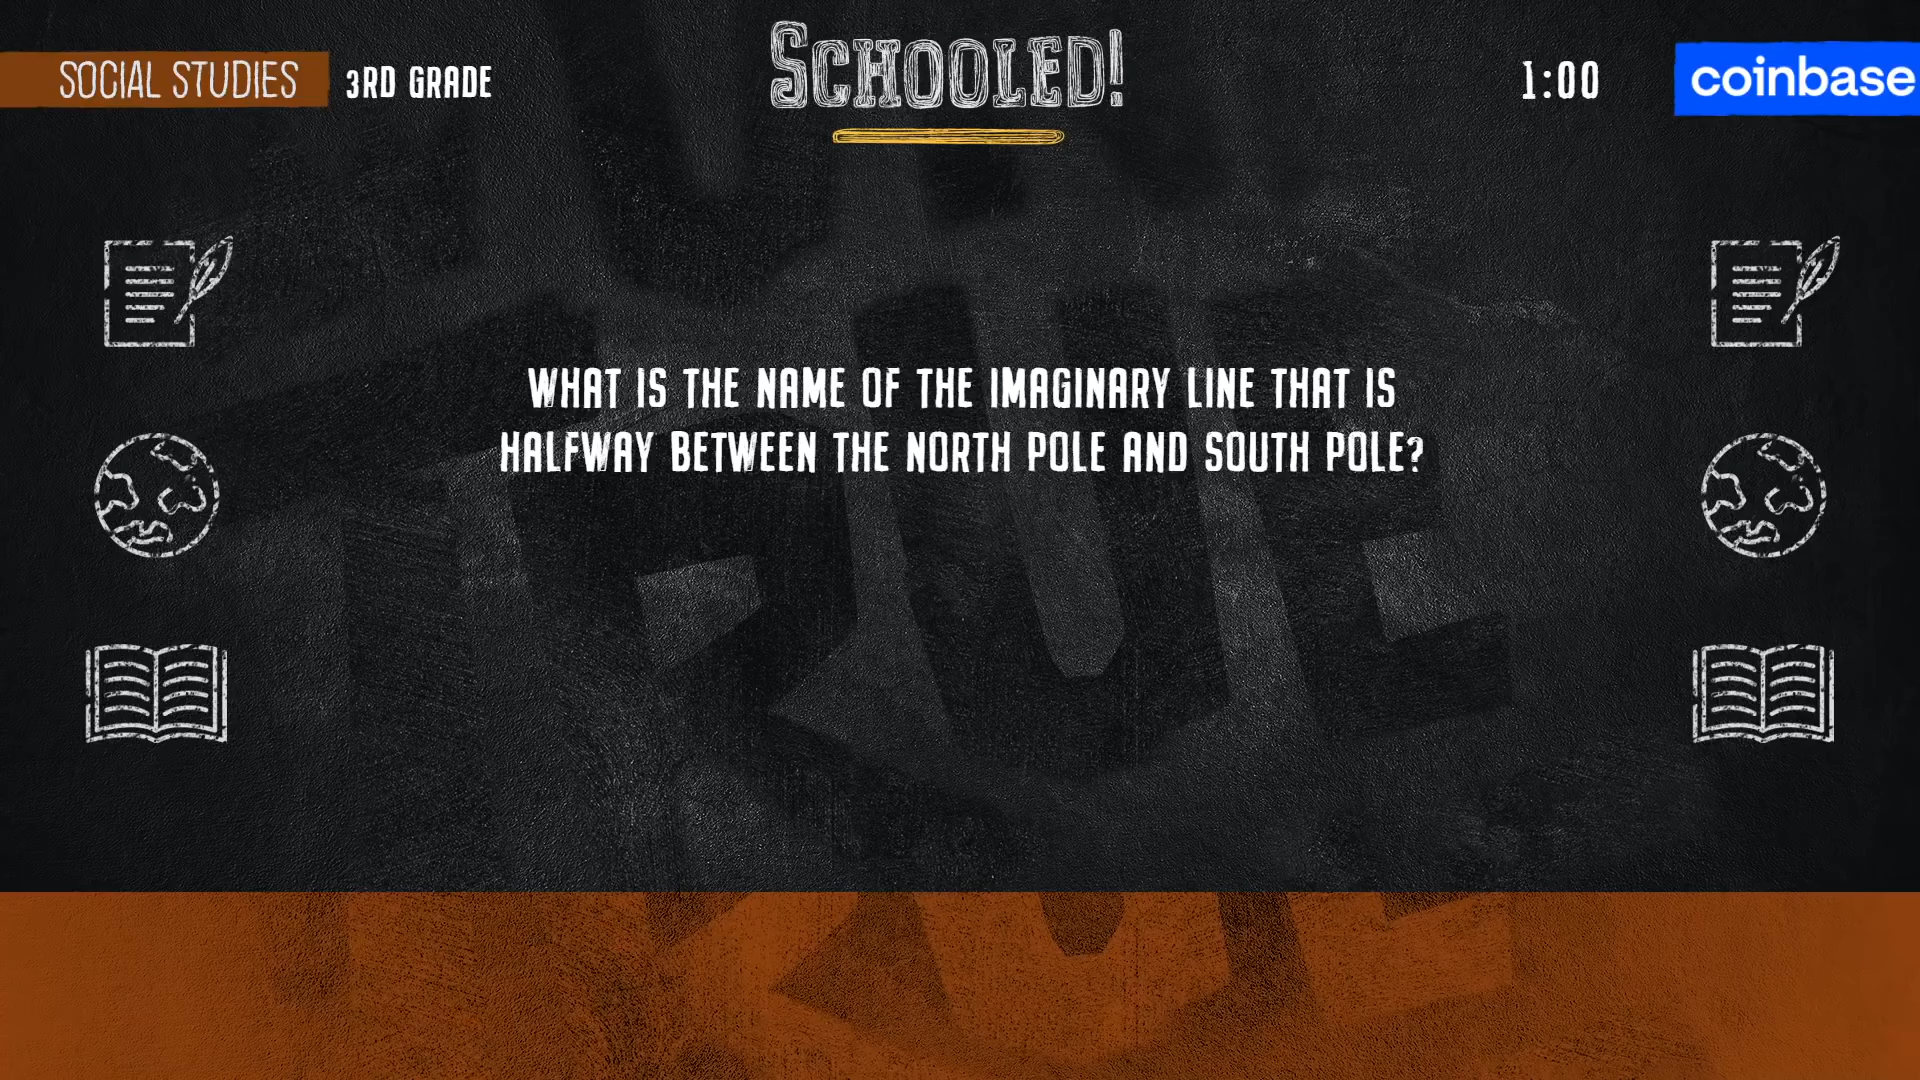 SOCIAL STUDIES
3RD GRADE
SCHOOLED!
1:00
coinbase
WHAT IS THE NAME OF THE IMAGINARY LINE THAT IS
HALFWAY BETWEEN THE NORTH POLE AND SOUTH POLE?
TRUE